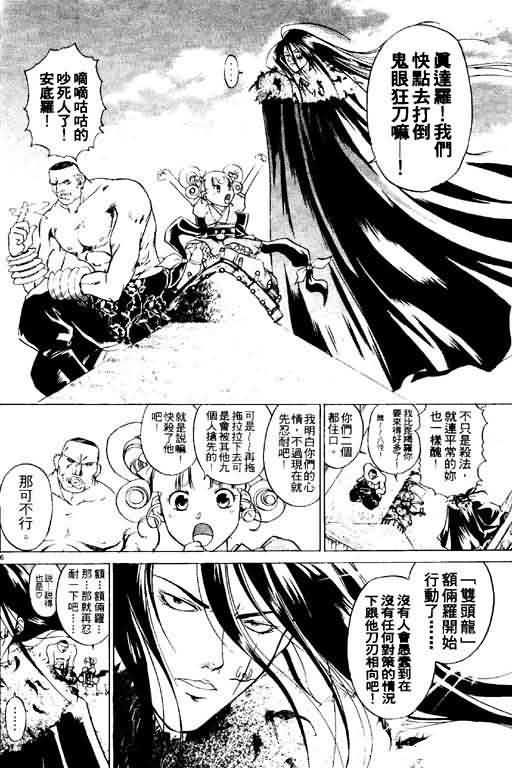 眞達羅！我們
快點去打倒
鬼眼狂刀嘛—！
…
嘀嘀咕咕的
吵死人了！
安底羅！
不只是殺法，
就連平常的妳
也一樣醜！
你們二個
都住口。
我明白你們的心
情，不過現在就
先忍耐吧。
可是～！再拖
拖拉拉下去可
是會被其他九
個人搶先的！
就是說嘛！
快殺了他
吧！
那可不行。
「雙頭龍」
額倆羅開始
行動了……
沒有人會愚蠢到在
沒有任何對策的情況
下跟他刀刃相向吧！
額…額倆羅…
那…那就再忍
耐一下吧……
說…說得
也是♡
6